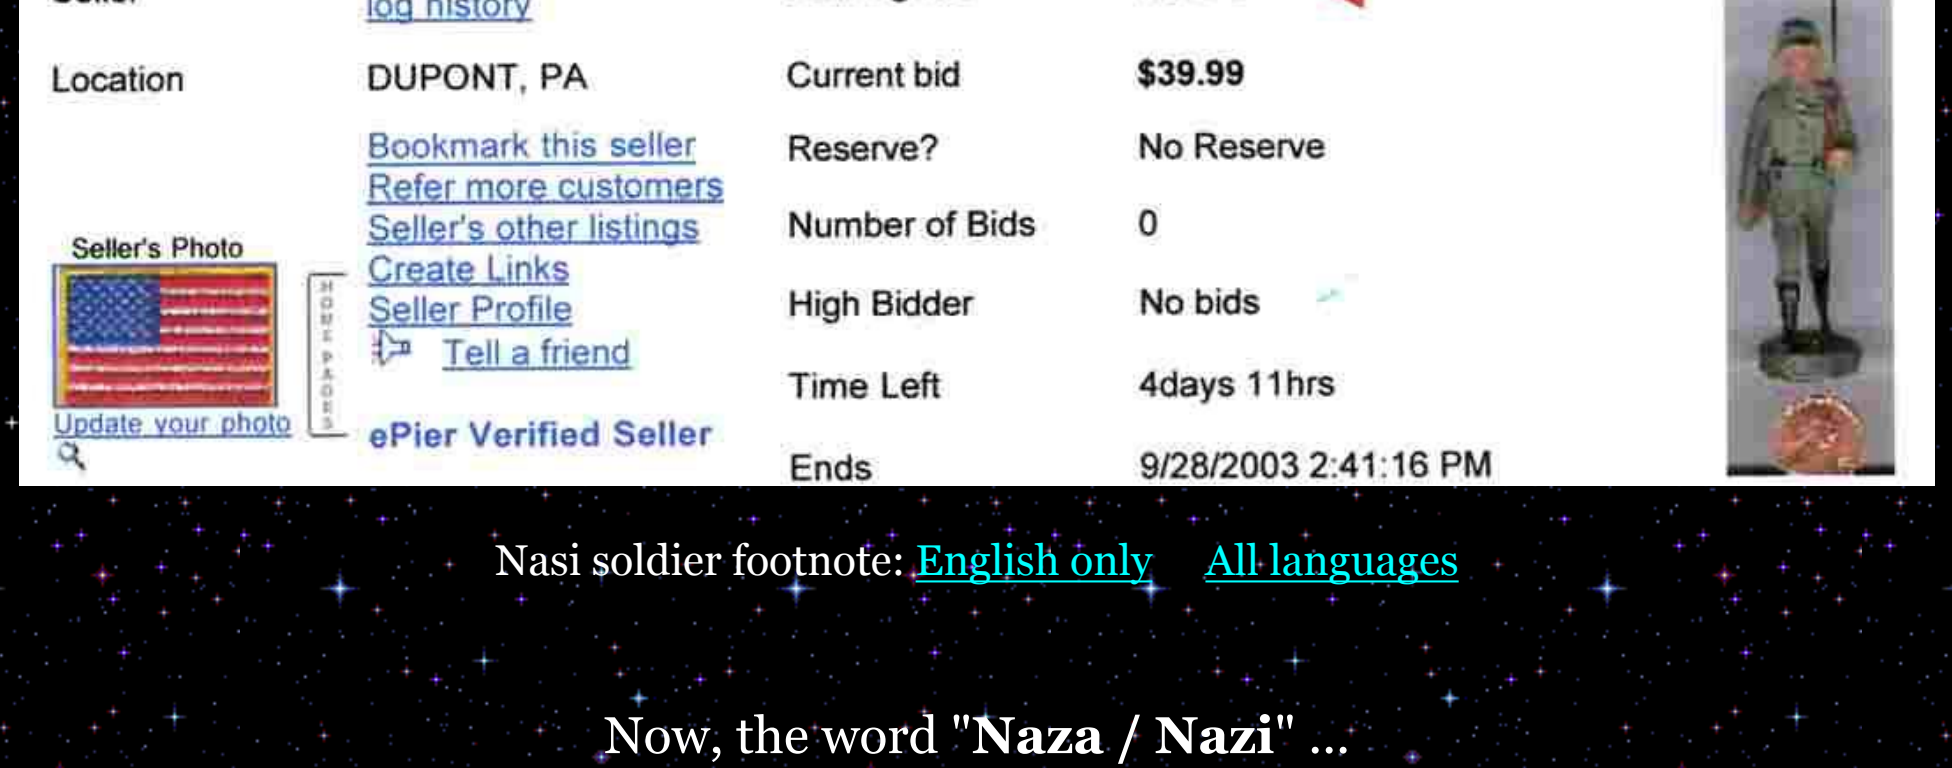 log history
Location DUPONT, PA Current bid $39.99
Bookmark this seller Reserve? No Reserve
Refer more customers
Seller's other listings Number of Bids 0
Seller's Photo
Create Links
Seller Profile High Bidder No bids
HOME PAGES
Tell a friend
Time Left 4days 11hrs
Update your photo
ePier Verified Seller
Ends 9/28/2003 2:41:16 PM
Nasi soldier footnote: English only All languages
Now, the word "Naza / Nazi" ...